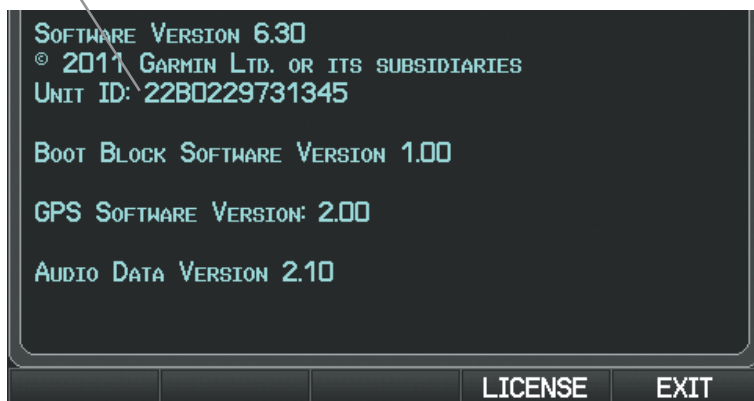 Software Version 6.30
© 2011 Garmin Ltd. or its subsidiaries
Unit ID: 22B0229731345
Boot Block Software Version 1.00
GPS Software Version: 2.00
Audio Data Version 2.10
LICENSE EXIT